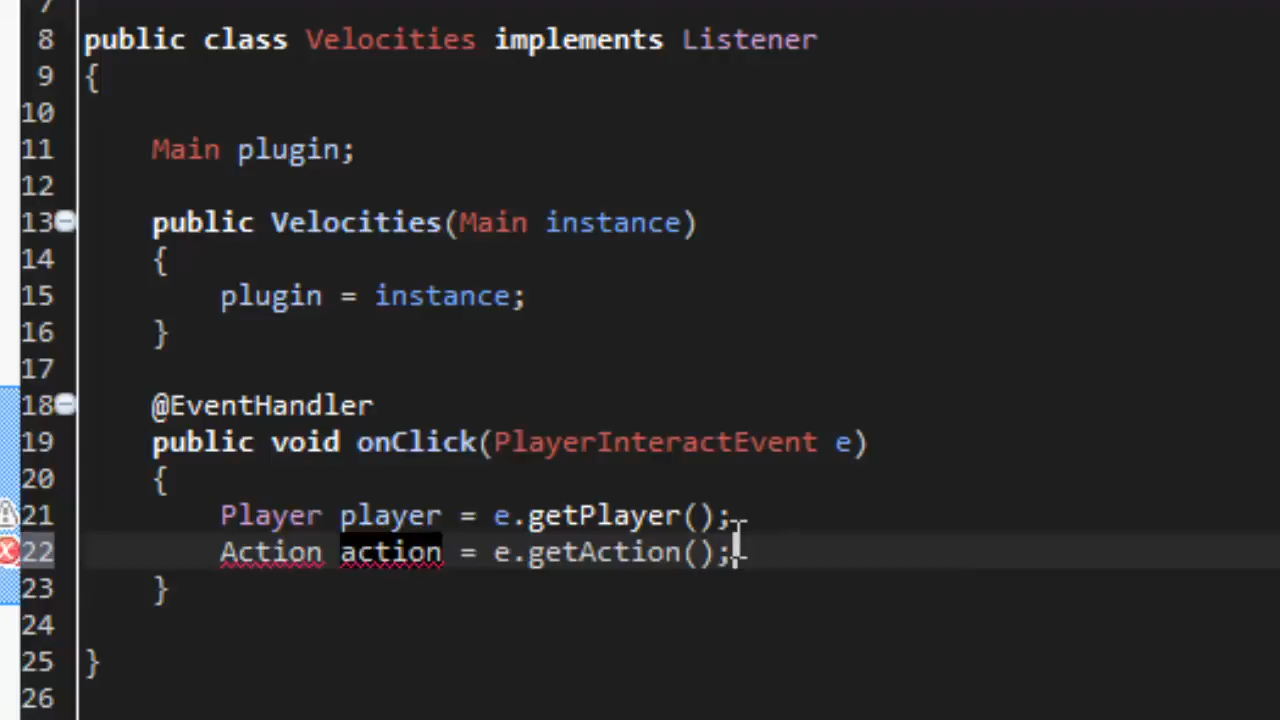 7
8 public class Velocities implements Listener
9 {
10
11 Main plugin;
12
13 public Velocities(Main instance)
14 {
15 plugin = instance;
16 }
17
18 @EventHandler
19 public void onClick(PlayerInteractEvent e)
20 {
21 Player player = e.getPlayer();
22 Action action = e.getAction();
23 }
24
25 }
26